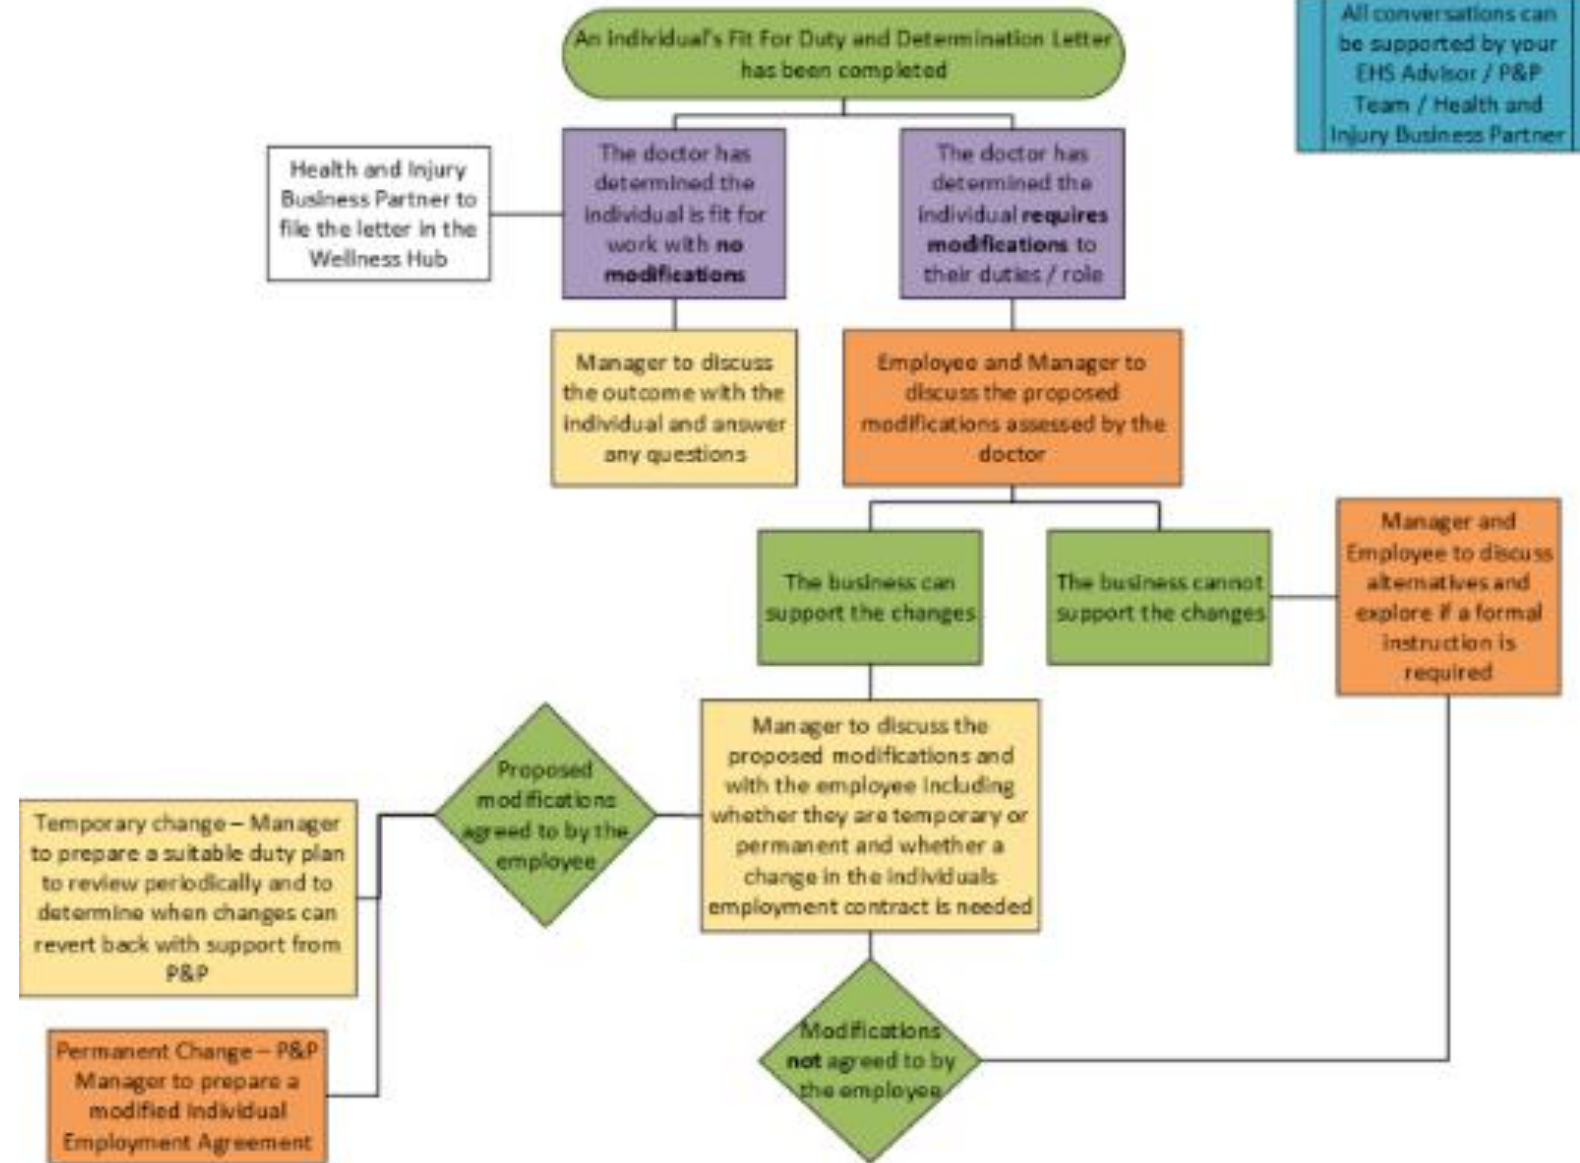 An individual's Fit For Duty and Determination Letter
has been completed
All conversations can
be supported by your
EHS Advisor / P&P
Team / Health and
Injury Business Partner
Health and Injury
Business Partner to
file the letter in the
Wellness Hub
The doctor has
determined the
individual is fit for
work with no
modifications
The doctor has
determined the
individual requires
modifications to
their duties / role
Manager to discuss
the outcome with the
individual and answer
any questions
Employee and Manager to
discuss the proposed
modifications assessed by the
doctor
The business can
support the changes
The business cannot
support the changes
Manager and
Employee to discuss
alternatives and
explore if a formal
instruction is
required
Manager to discuss the
proposed modifications and
with the employee including
whether they are temporary or
permanent and whether a
change in the individuals
employment contract is needed
Proposed
modifications
agreed to by the
employee
Temporary change – Manager
to prepare a suitable duty plan
to review periodically and to
determine when changes can
revert back with support from
P&P
Permanent Change – P&P
Manager to prepare a
modified Individual
Employment Agreement
Modifications
not agreed to by
the employee